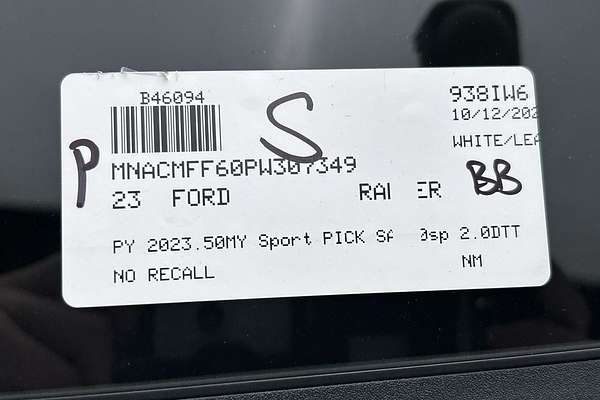 B46094
938IW6
10/12/202
S
WHITE/LEA
P
MNACMFF60PW307349
BB
23 FORD RA ER
PY 2023.50MY Sport PICK SA 0sp 2.0DTT
NO RECALL NM